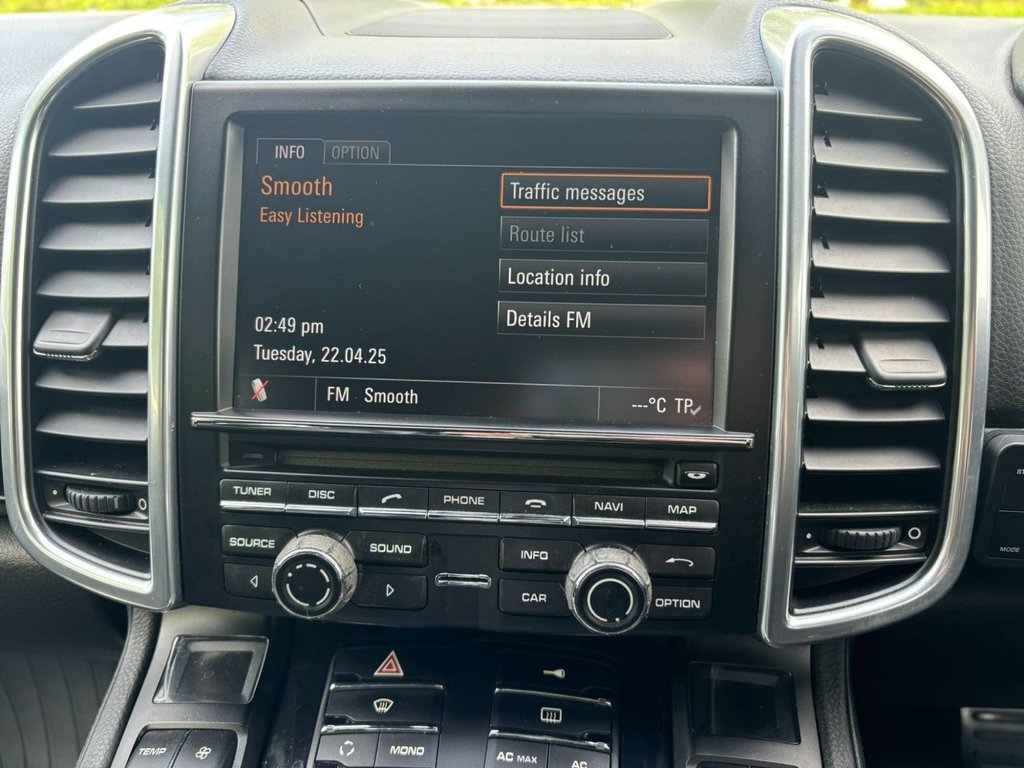 INFO OPTION
Smooth
Easy Listening
Traffic messages
Route list
Location info
Details FM
02:49 pm
Tuesday, 22.04.25
FM Smooth
---°C TP
TUNER DISC PHONE NAVI MAP
SOURCE SOUND INFO
CAR OPTION
MODE
TEMP MONO AC MAX AC